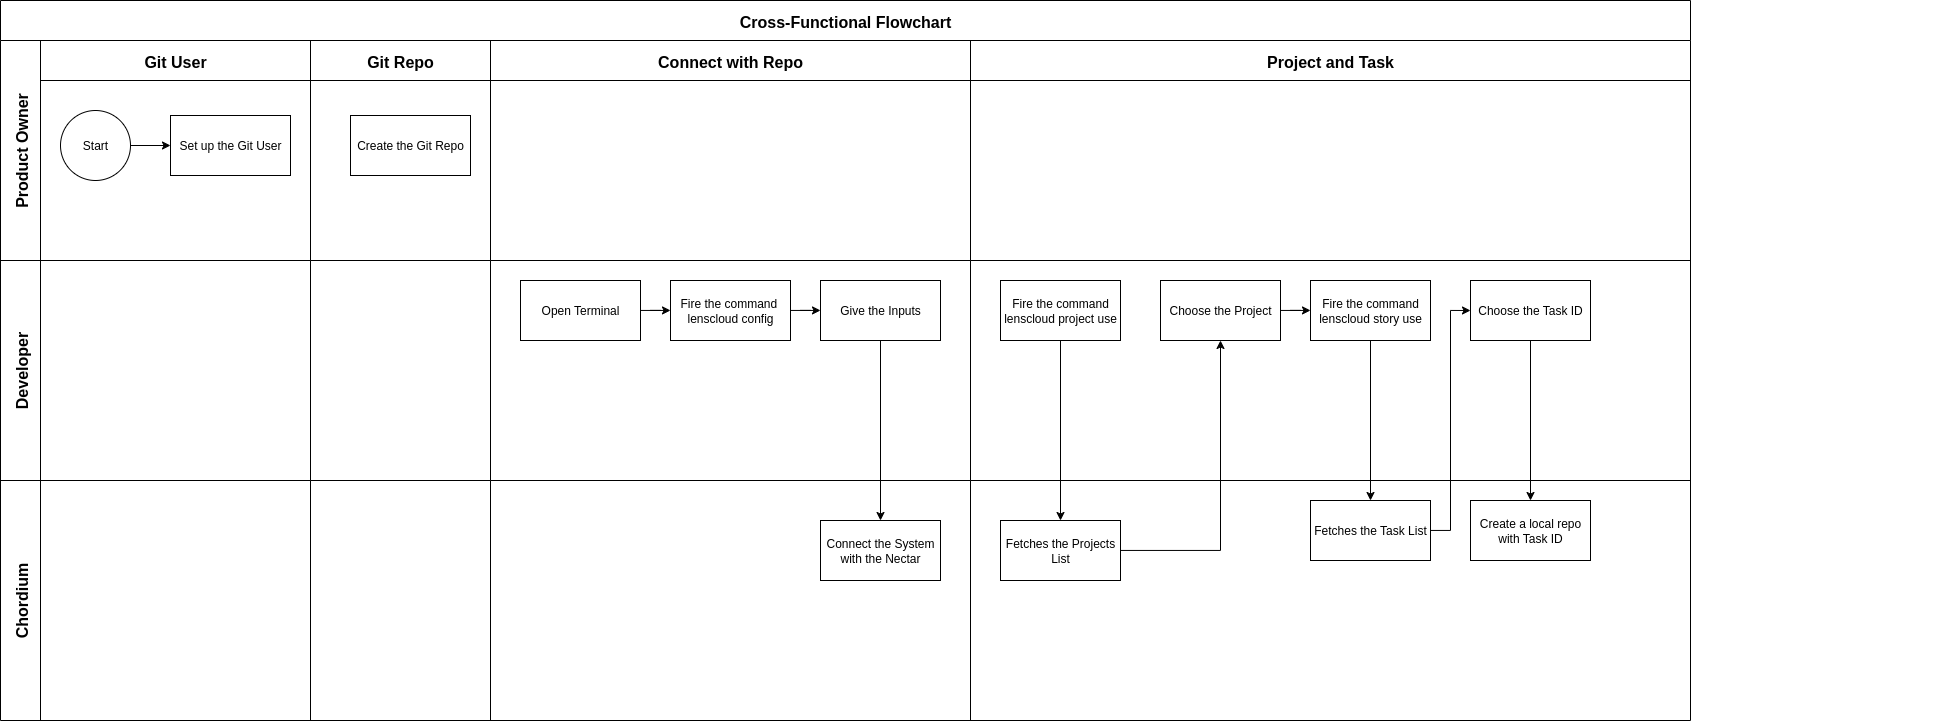 Cross-Functional Flowchart
Git User
Git Repo
Connect with Repo
Project and Task
Product Owner
Start
Set up the Git User
Create the Git Repo
Developer
Open Terminal
Fire the command
lenscloud config
Give the Inputs
Fire the command
lenscloud project use
Choose the Project
Fire the command
lenscloud story use
Choose the Task ID
Chordium
Connect the System
with the Nectar
Fetches the Projects
List
Fetches the Task List
Create a local repo
with Task ID